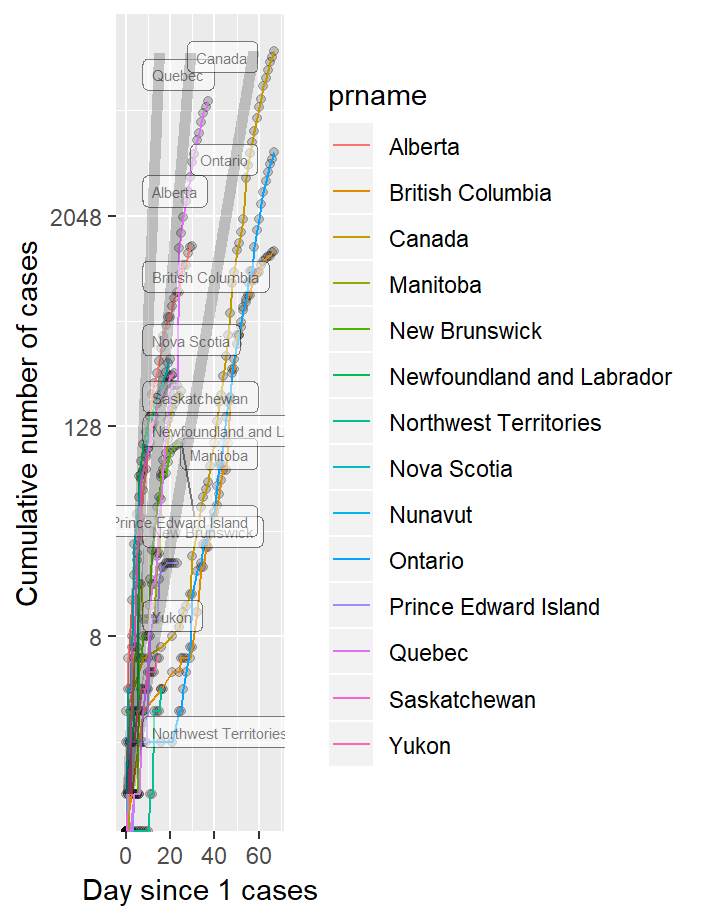 Canada
Quebec
Ontario
Alberta
British Columbia
Nova Scotia
Saskatchewan
Newfoundland and L
Manitoba
Prince Edward Island
New Brunswick
Yukon
Northwest Territories
2048
128
8
0 20 40 60
Day since 1 cases
Cumulative number of cases
prname
Alberta
British Columbia
Canada
Manitoba
New Brunswick
Newfoundland and Labrador
Northwest Territories
Nova Scotia
Nunavut
Ontario
Prince Edward Island
Quebec
Saskatchewan
Yukon